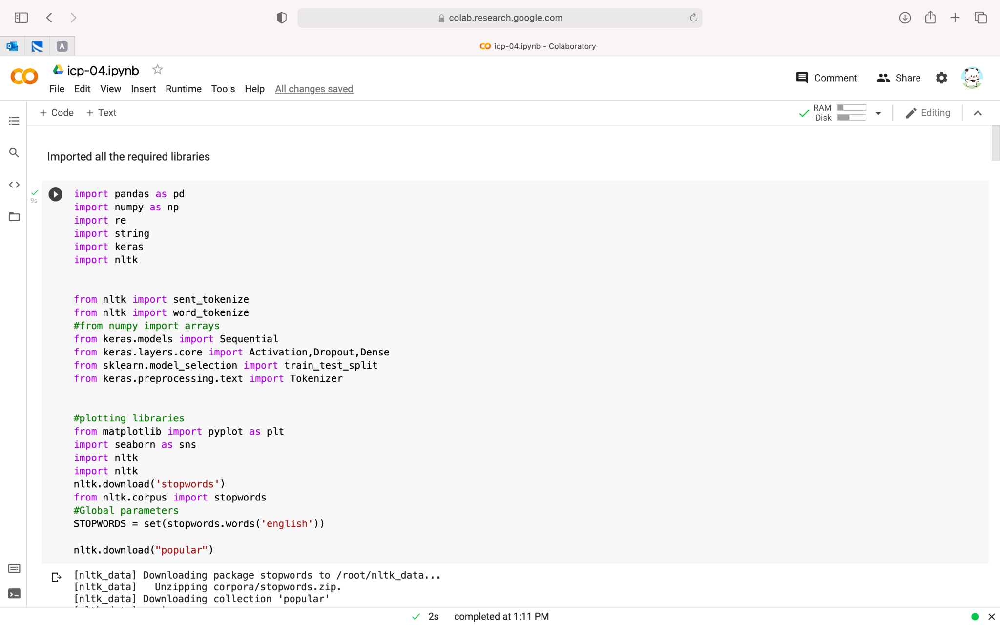 colab.research.google.com
A
icp-04.ipynb - Colaboratory
icp-04.ipynb
Comment
Share
File Edit View Insert Runtime Tools Help All changes saved
+ Code + Text
RAM
Disk
Editing
Imported all the required libraries
9s
import pandas as pd
import numpy as np
import re
import string
import keras
import nltk
from nltk import sent_tokenize
from nltk import word_tokenize
#from numpy import arrays
from keras.models import Sequential
from keras.layers.core import Activation,Dropout,Dense
from sklearn.model_selection import train_test_split
from keras.preprocessing.text import Tokenizer
#plotting libraries
from matplotlib import pyplot as plt
import seaborn as sns
import nltk
import nltk
nltk.download('stopwords')
from nltk.corpus import stopwords
#Global parameters
STOPWORDS = set(stopwords.words('english'))
nltk.download("popular")
[nltk_data] Downloading package stopwords to /root/nltk_data...
[nltk_data]   Unzipping corpora/stopwords.zip.
[nltk_data] Downloading collection 'popular'
2s completed at 1:11 PM